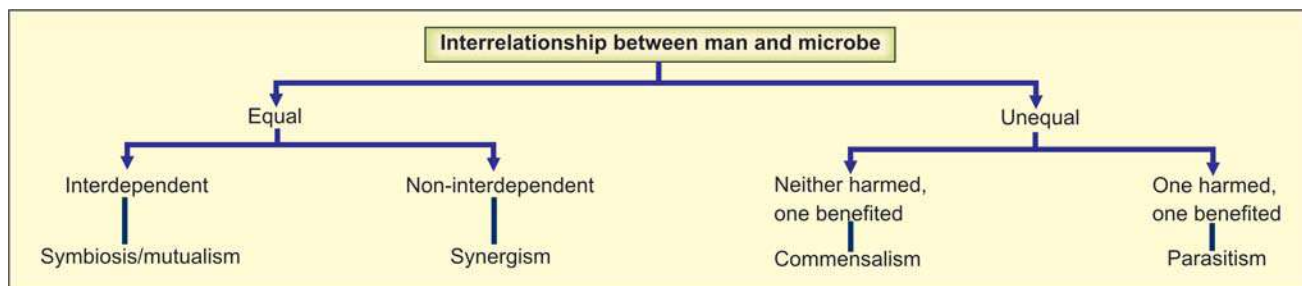 Interrelationship between man and microbe
Equal
Unequal
Interdependent
Non-interdependent
Neither harmed,
one benefited
One harmed,
one benefited
Symbiosis/mutualism
Synergism
Commensalism
Parasitism